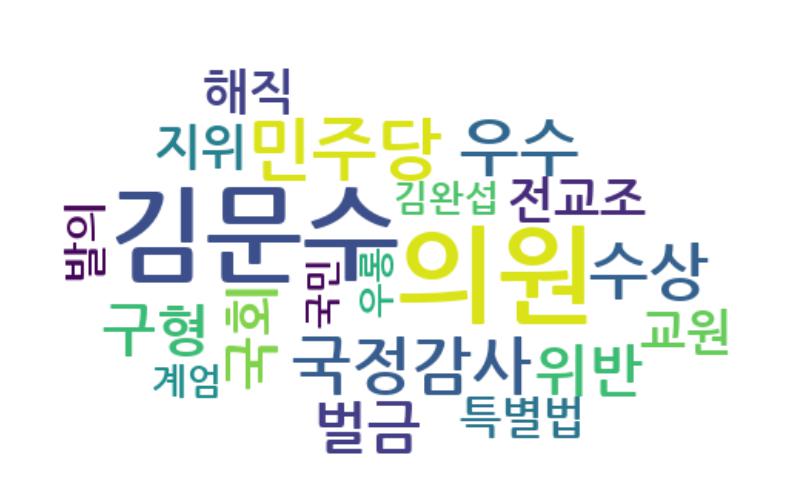 해직
지위 민주당 우수
김완섭 전교조
발의 김문수 의원 수상
국민 우롱
구형 국회 교원
국정감사 위반
계엄
벌금 특별법